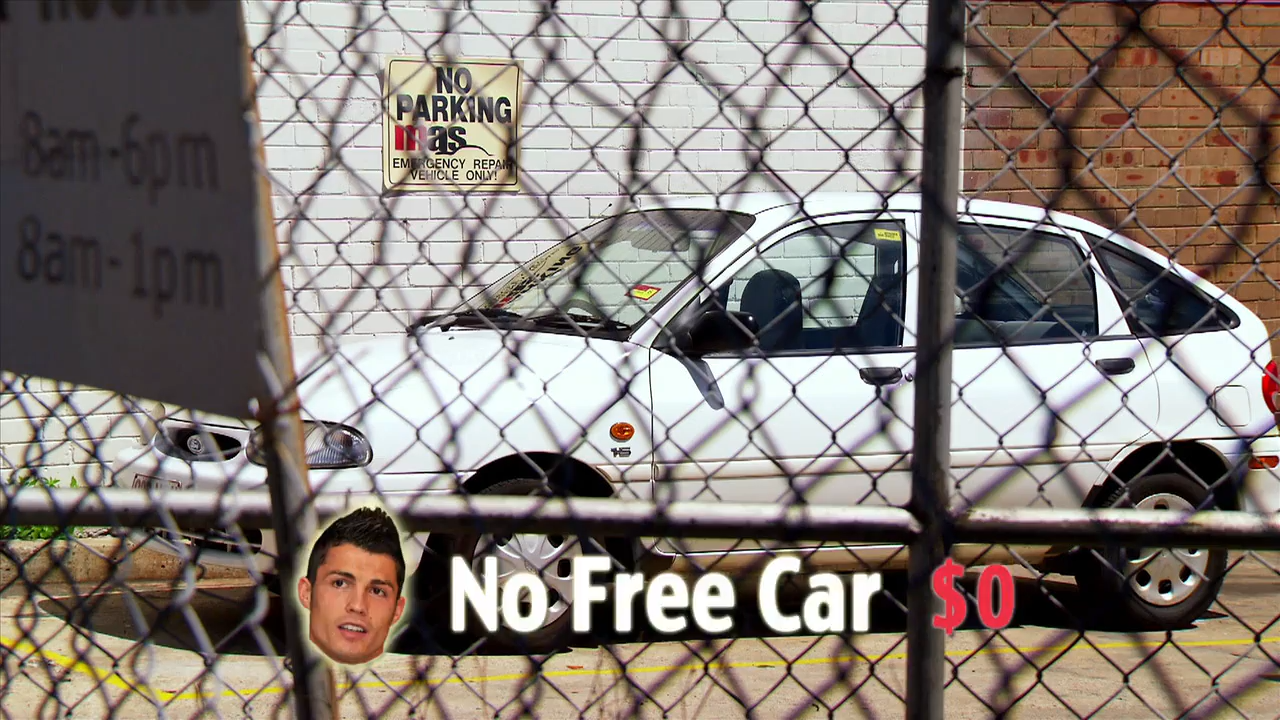 8am-6pm
8am-1pm
NO
PARKING
mas
EMERGENCY REPAIR
VEHICLE ONLY!
No Free Car $0